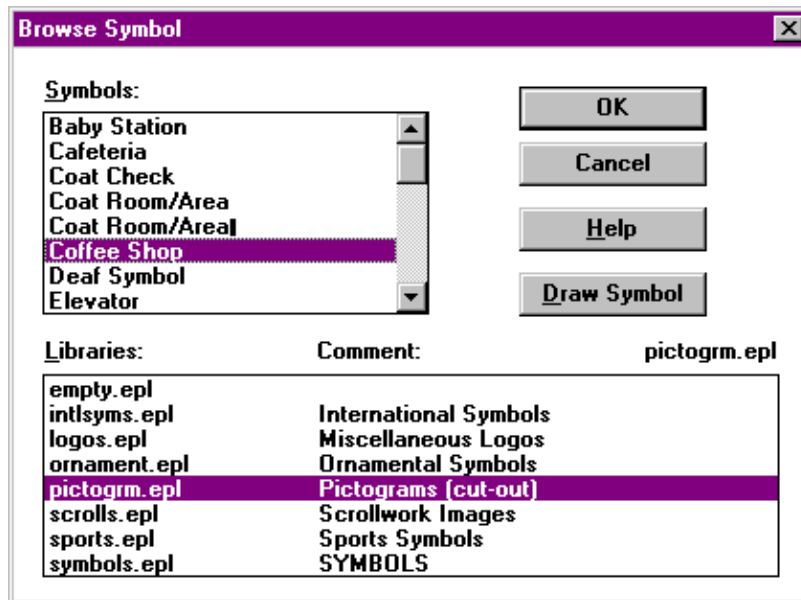 Browse Symbol
Symbols:
Baby Station
Cafeteria
Coat Check
Coat Room/Area
Coat Room/Area|
Coffee Shop
Deaf Symbol
Elevator
OK
Cancel
Help
Draw Symbol
Libraries: Comment: pictogrm.epl
empty.epl
intlsyms.epl International Symbols
logos.epl Miscellaneous Logos
ornament.epl Ornamental Symbols
pictogrm.epl Pictograms (cut-out)
scrolls.epl Scrollwork Images
sports.epl Sports Symbols
symbols.epl SYMBOLS